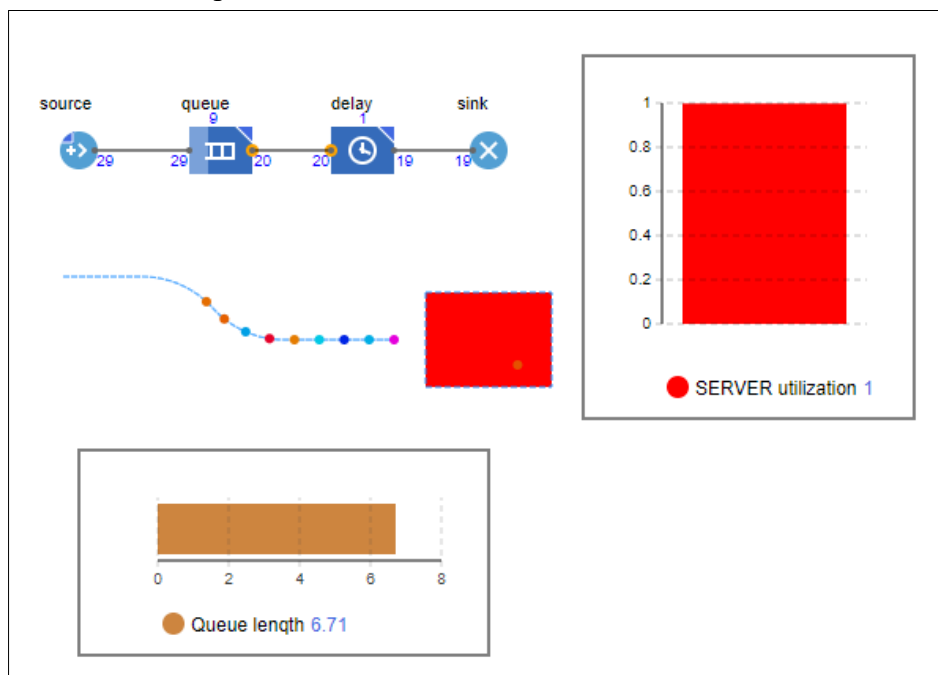 source queue delay sink
9 1
29 29 20 20 19 19
1
0.8
0.6
0.4
0.2
0
SERVER utilization 1
0 2 4 6 8
Queue length 6.71